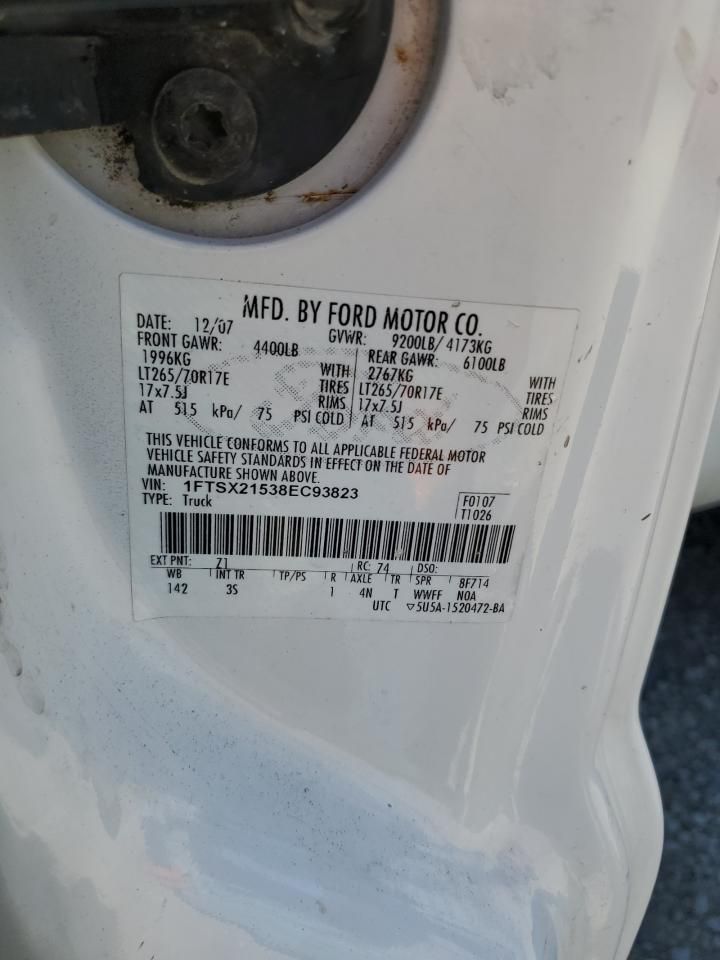 MFD. BY FORD MOTOR CO.
DATE: 12/07 GVWR: 9200LB/ 4173KG
FRONT GAWR: 4400LB REAR GAWR: 6100LB
1996KG WITH 2767KG WITH
LT265/70R17E TIRES LT265/70R17E TIRES
17x7.5J RIMS 17x7.5J RIMS
AT 515 kPa/ 75 PSI COLD AT 515 kPa/ 75 PSI COLD
THIS VEHICLE CONFORMS TO ALL APPLICABLE FEDERAL MOTOR
VEHICLE SAFETY STANDARDS IN EFFECT ON THE DATE OF
MANUFACTURE SHOWN ABOVE.
VIN: 1FTSX21538EC93823 F0107
TYPE: Truck T1026
EXT PNT: Z1 RC: 74 DSO:
WB INT TR TP/PS R AXLE TR SPR 8F714
142 3S 1 4N T WWFF NOA
UTC ▽5U5A-1520472-BA